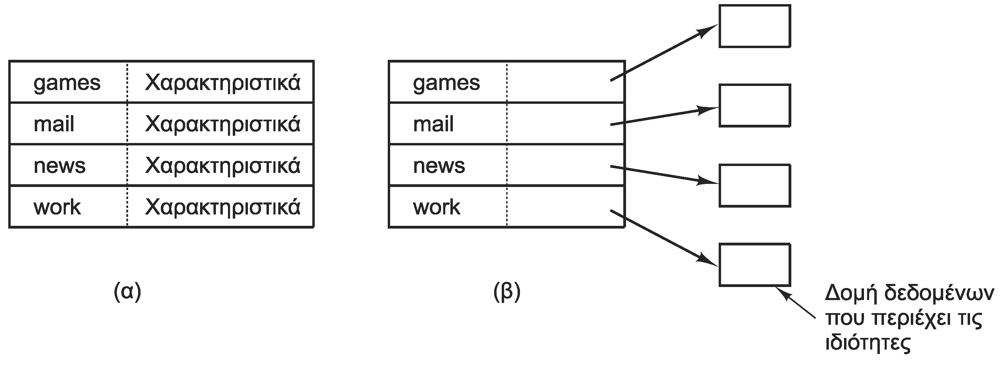 games Χαρακτηριστικά
mail Χαρακτηριστικά
news Χαρακτηριστικά
work Χαρακτηριστικά
(α)
games
mail
news
work
(β)
Δομή δεδομένων
που περιέχει τις
ιδιότητες